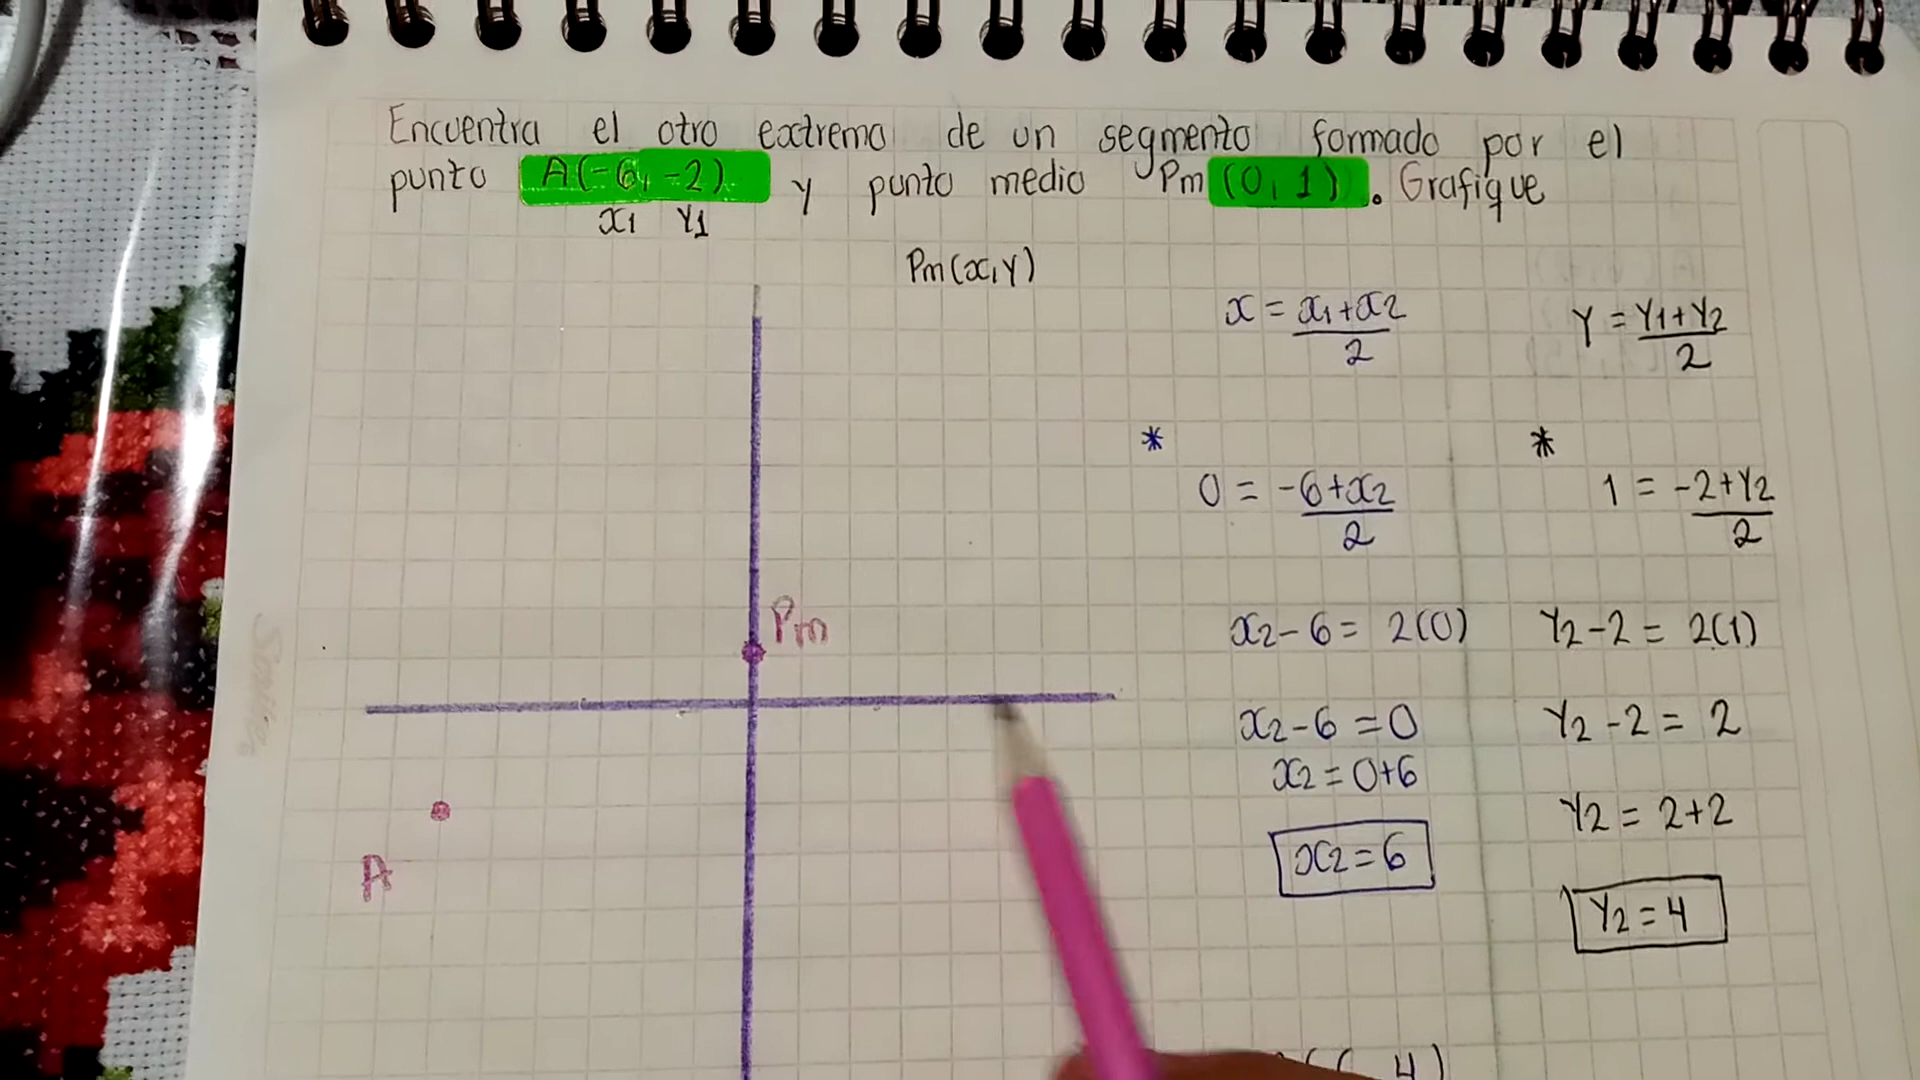 Encuentra el otro extremo de un segmento formado por el
punto A(-6, -2) y punto medio Pm (0, 1). Grafique
x1 Y1
Pm(x,Y)
x = x1+x2/2
Y = Y1+Y2/2
* 0 = -6+x2/2
x2-6 = 2(0)
x2-6 = 0
x2 = 0+6
x2 = 6
* 1 = -2+Y2/2
Y2-2 = 2(1)
Y2-2 = 2
Y2 = 2+2
Y2 = 4
Pm
A